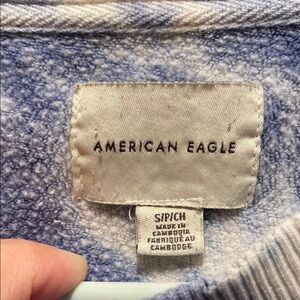 AMERICAN EAGLE
S/P/CH
MADE IN
CAMBODIA
FABRIQUÉ AU
CAMBODGE